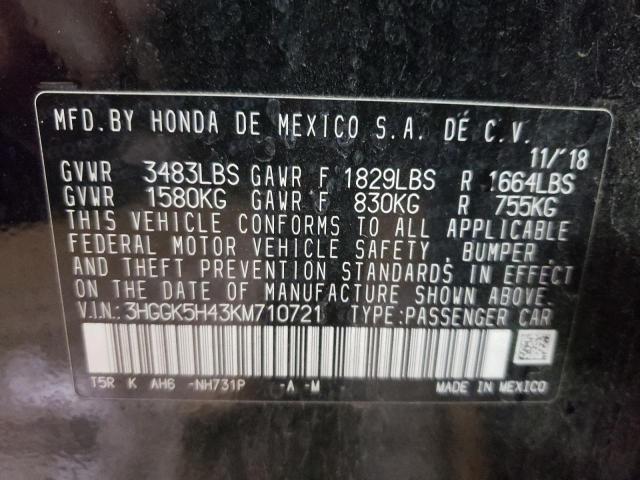 MFD. BY HONDA DE MEXICO S.A. DE C.V.
11/'18
GVWR 3483LBS GAWR F 1829LBS R 1664LBS
GVWR 1580KG GAWR F 830KG R 755KG
THIS VEHICLE CONFORMS TO ALL APPLICABLE
FEDERAL MOTOR VEHICLE SAFETY, BUMPER,
AND THEFT PREVENTION STANDARDS IN EFFECT
ON THE DATE OF MANUFACTURE SHOWN ABOVE.
V.I.N.: 3HGGK5H43KM710721 TYPE: PASSENGER CAR
T5R K AH6 -NH731P -A -M - MADE IN MEXICO